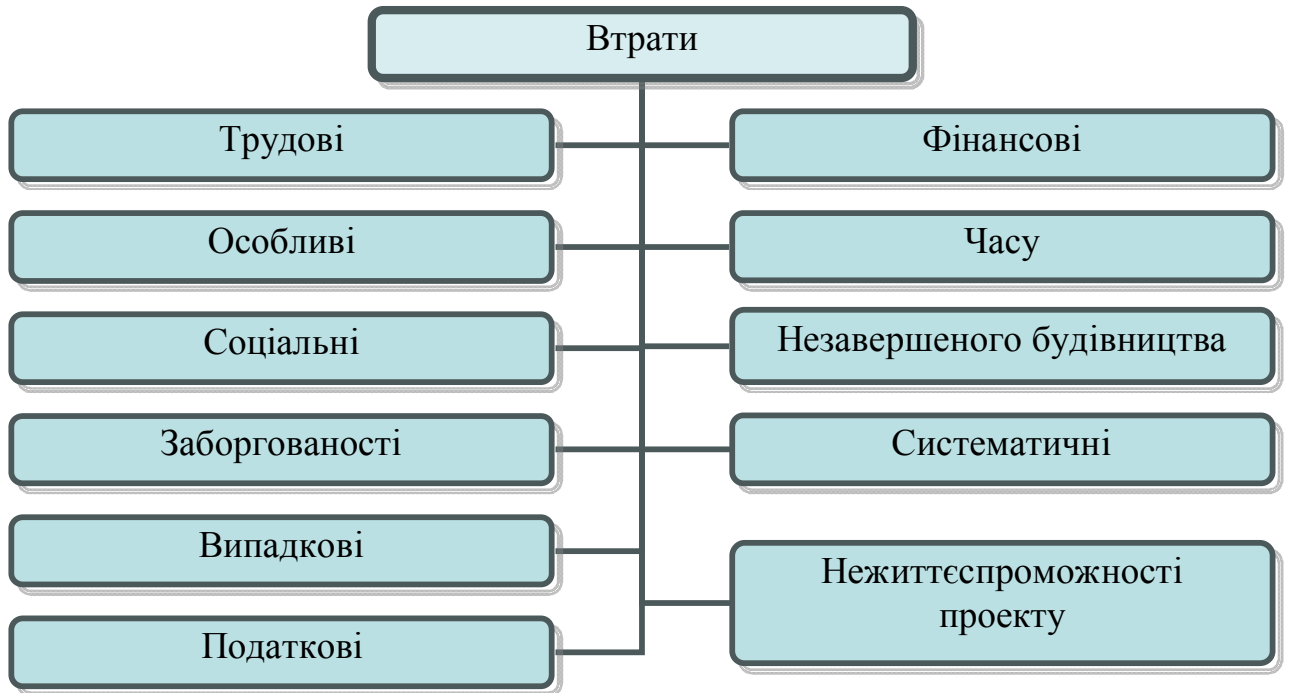 Втрати
Трудові
Фінансові
Особливі
Часу
Соціальні
Незавершеного будівництва
Заборгованості
Систематичні
Випадкові
Нежиттєспроможності
проекту
Податкові